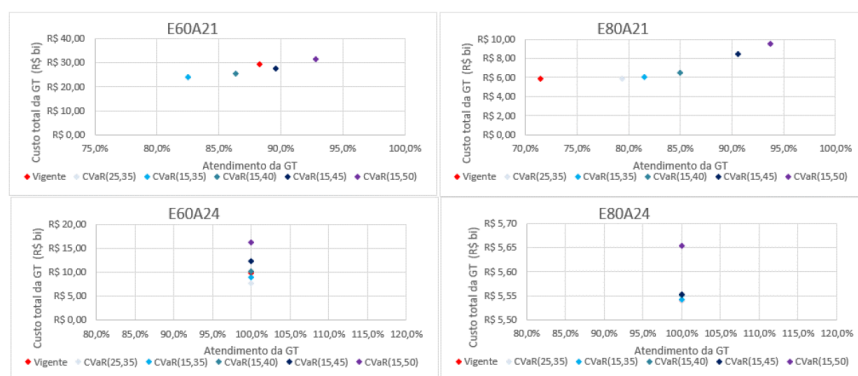 E60A21
Custo total da GT (R$ bi)
R$ 40,00
R$ 30,00
R$ 20,00
R$ 10,00
R$ 0,00
75,0% 80,0% 85,0% 90,0% 95,0% 100,0%
Atendimento da GT
Vigente CVaR(25,35) CVaR(15,35) CVaR(15,40) CVaR(15,45) CVaR(15,50)
E80A21
Custo total da GT (R$ bi)
R$ 10,00
R$ 8,00
R$ 6,00
R$ 4,00
R$ 2,00
R$ 0,00
70,0% 75,0% 80,0% 85,0% 90,0% 95,0% 100,0%
Atendimento da GT
Vigente CVaR(25,35) CVaR(15,35) CVaR(15,40) CVaR(15,45) CVaR(15,50)
E60A24
Custo total da GT (R$ bi)
R$ 20,00
R$ 15,00
R$ 10,00
R$ 5,00
R$ 0,00
80,0% 85,0% 90,0% 95,0% 100,0% 105,0% 110,0% 115,0% 120,0%
Atendimento da GT
Vigente CVaR(25,35) CVaR(15,35) CVaR(15,40) CVaR(15,45) CVaR(15,50)
E80A24
Custo total da GT (R$ bi)
R$ 5,70
R$ 5,65
R$ 5,60
R$ 5,55
R$ 5,50
80,0% 85,0% 90,0% 95,0% 100,0% 105,0% 110,0% 115,0% 120,0%
Atendimento da GT
Vigente CVaR(25,35) CVaR(15,35) CVaR(15,40) CVaR(15,45) CVaR(15,50)